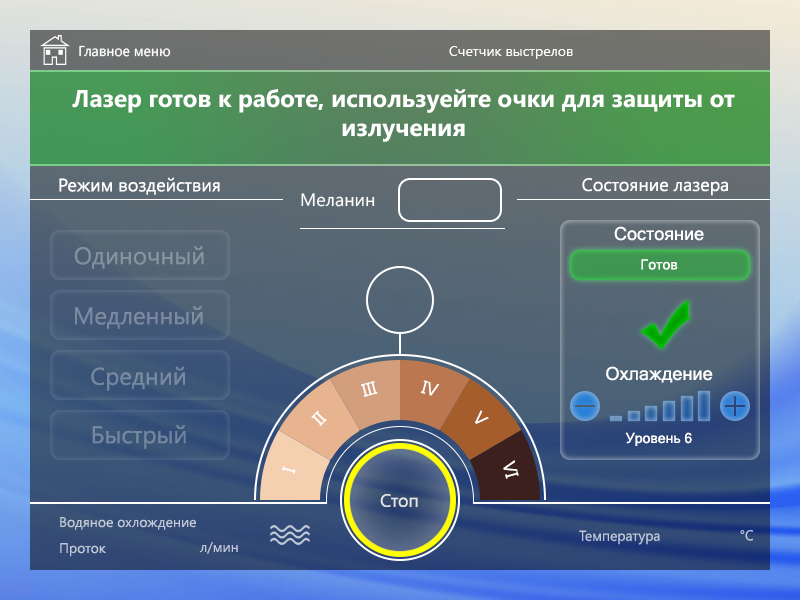 Главное меню
Счетчик выстрелов
Лазер готов к работе, используейте очки для защиты от
излучения
Режим воздействия
Меланин
Состояние лазера
Одиночный
Медленный
Средний
Быстрый
Состояние
Готов
Охлаждение
Уровень 6
I
II
III
IV
V
VI
Стоп
Водяное охлождение
Проток
л/мин
Температура
°C